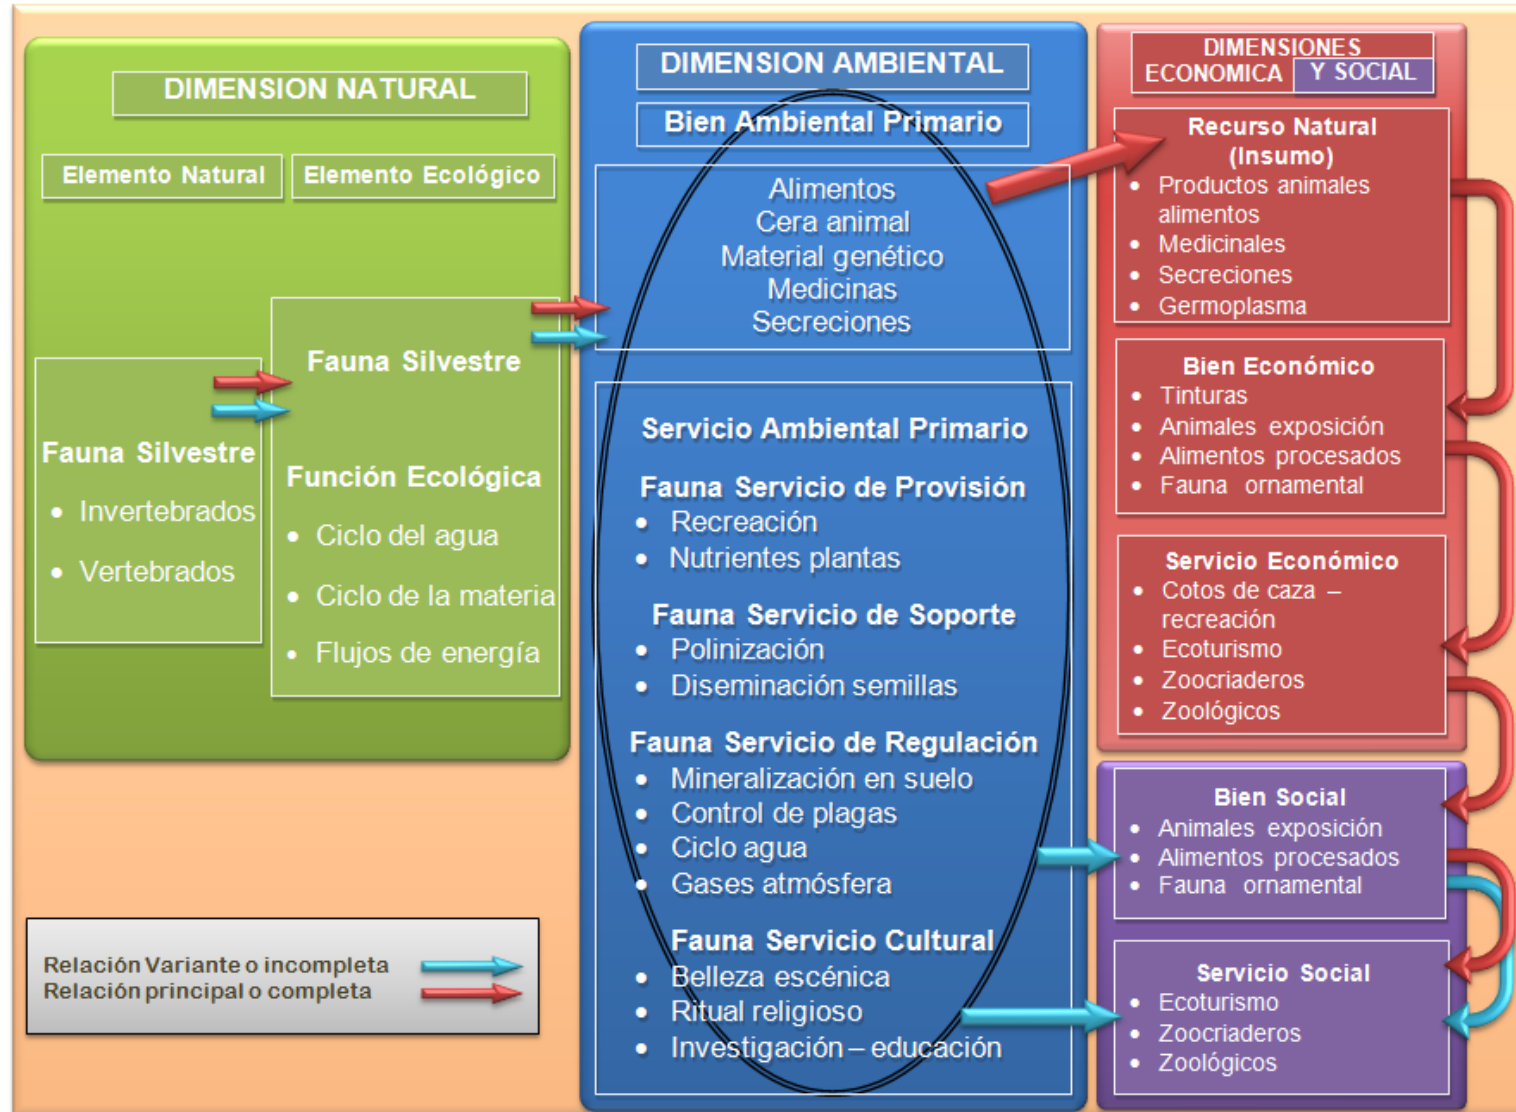 DIMENSION NATURAL
Elemento Natural
Elemento Ecológico
Fauna Silvestre
• Invertebrados
• Vertebrados
Fauna Silvestre
Función Ecológica
• Ciclo del agua
• Ciclo de la materia
• Flujos de energía
Relación Variante o incompleta
Relación principal o completa
DIMENSION AMBIENTAL
Bien Ambiental Primario
Alimentos
Cera animal
Material genético
Medicinas
Secreciones
Servicio Ambiental Primario
Fauna Servicio de Provisión
• Recreación
• Nutrientes plantas
Fauna Servicio de Soporte
• Polinización
• Diseminación semillas
Fauna Servicio de Regulación
• Mineralización en suelo
• Control de plagas
• Ciclo agua
• Gases atmósfera
Fauna Servicio Cultural
• Belleza escénica
• Ritual religioso
• Investigación – educación
DIMENSIONES
ECONOMICA Y SOCIAL
Recurso Natural
(Insumo)
• Productos animales
alimentos
• Medicinales
• Secreciones
• Germoplasma
Bien Económico
• Tinturas
• Animales exposición
• Alimentos procesados
• Fauna ornamental
Servicio Económico
• Cotos de caza –
recreación
• Ecoturismo
• Zoocriaderos
• Zoológicos
Bien Social
• Animales exposición
• Alimentos procesados
• Fauna ornamental
Servicio Social
• Ecoturismo
• Zoocriaderos
• Zoológicos